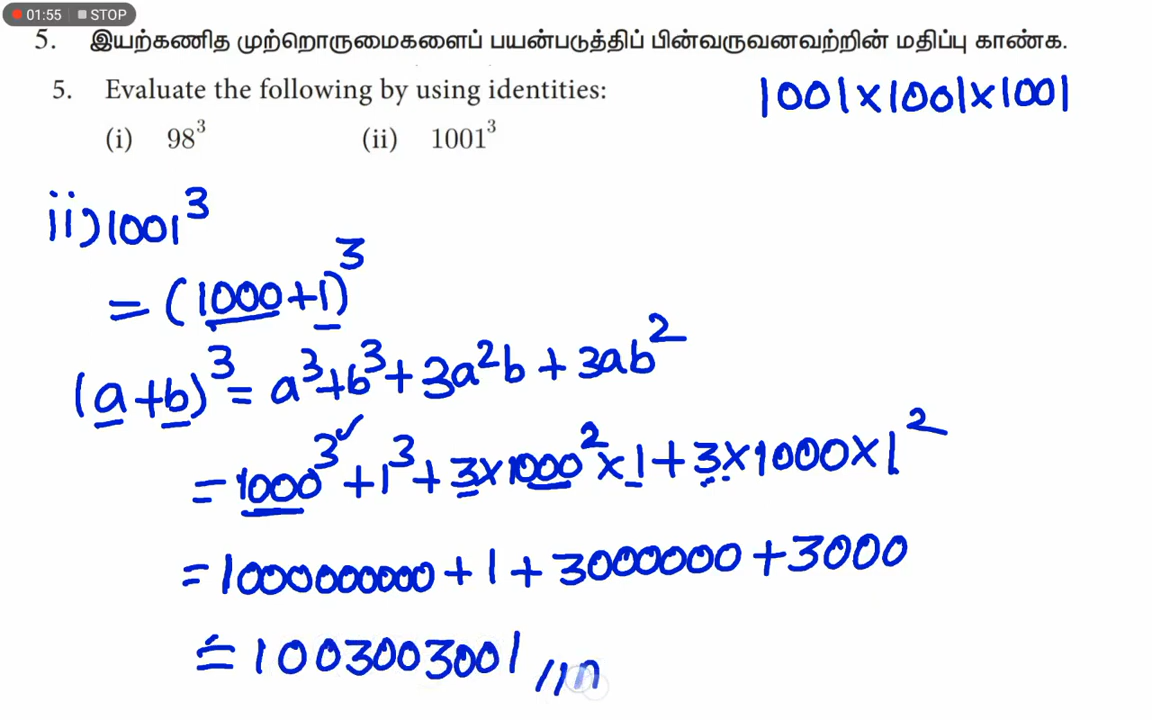 01:55 STOP
5. இயற்கணித முற்றொருமைகளைப் பயன்படுத்திப் பின்வருவனவற்றின் மதிப்பு காண்க.
5. Evaluate the following by using identities:
1001×1001×1001
(i) 98³ (ii) 1001³
ii) 1001³
= (1000+1)³
(a+b)³ = a³+b³+3a²b+3ab²
= 1000³✓+1³+3×1000²×1+3×1000×1²
= 1000000000+1+3000000+3000
= 1003003001 //